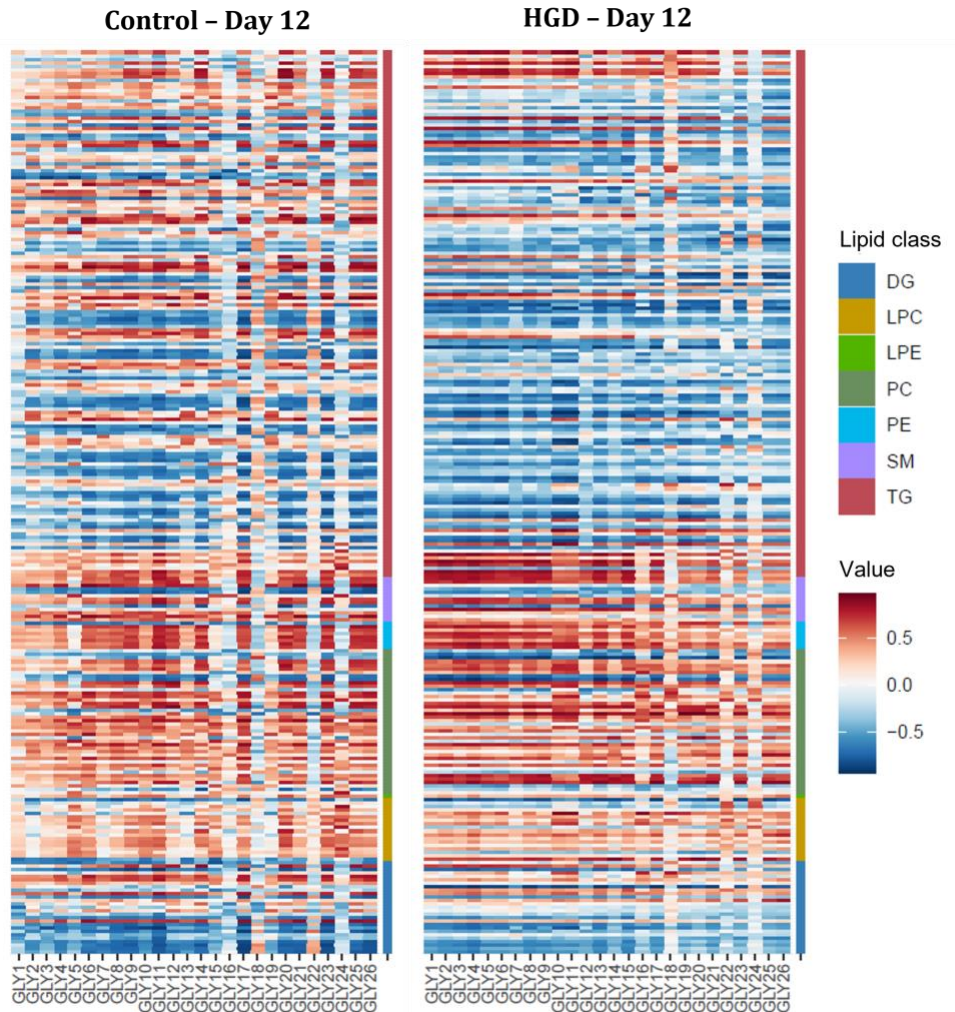 Control – Day 12
HGD – Day 12
Lipid class
DG
LPC
LPE
PC
PE
SM
TG
Value
0.5
0.0
−0.5
GLY1
GLY2
GLY3
GLY4
GLY5
GLY6
GLY7
GLY8
GLY9
GLY10
GLY11
GLY12
GLY13
GLY14
GLY15
GLY16
GLY17
GLY18
GLY19
GLY20
GLY21
GLY22
GLY23
GLY24
GLY25
GLY26
GLY1
GLY2
GLY3
GLY4
GLY5
GLY6
GLY7
GLY8
GLY9
GLY10
GLY11
GLY12
GLY13
GLY14
GLY15
GLY16
GLY17
GLY18
GLY19
GLY20
GLY21
GLY22
GLY23
GLY24
GLY25
GLY26